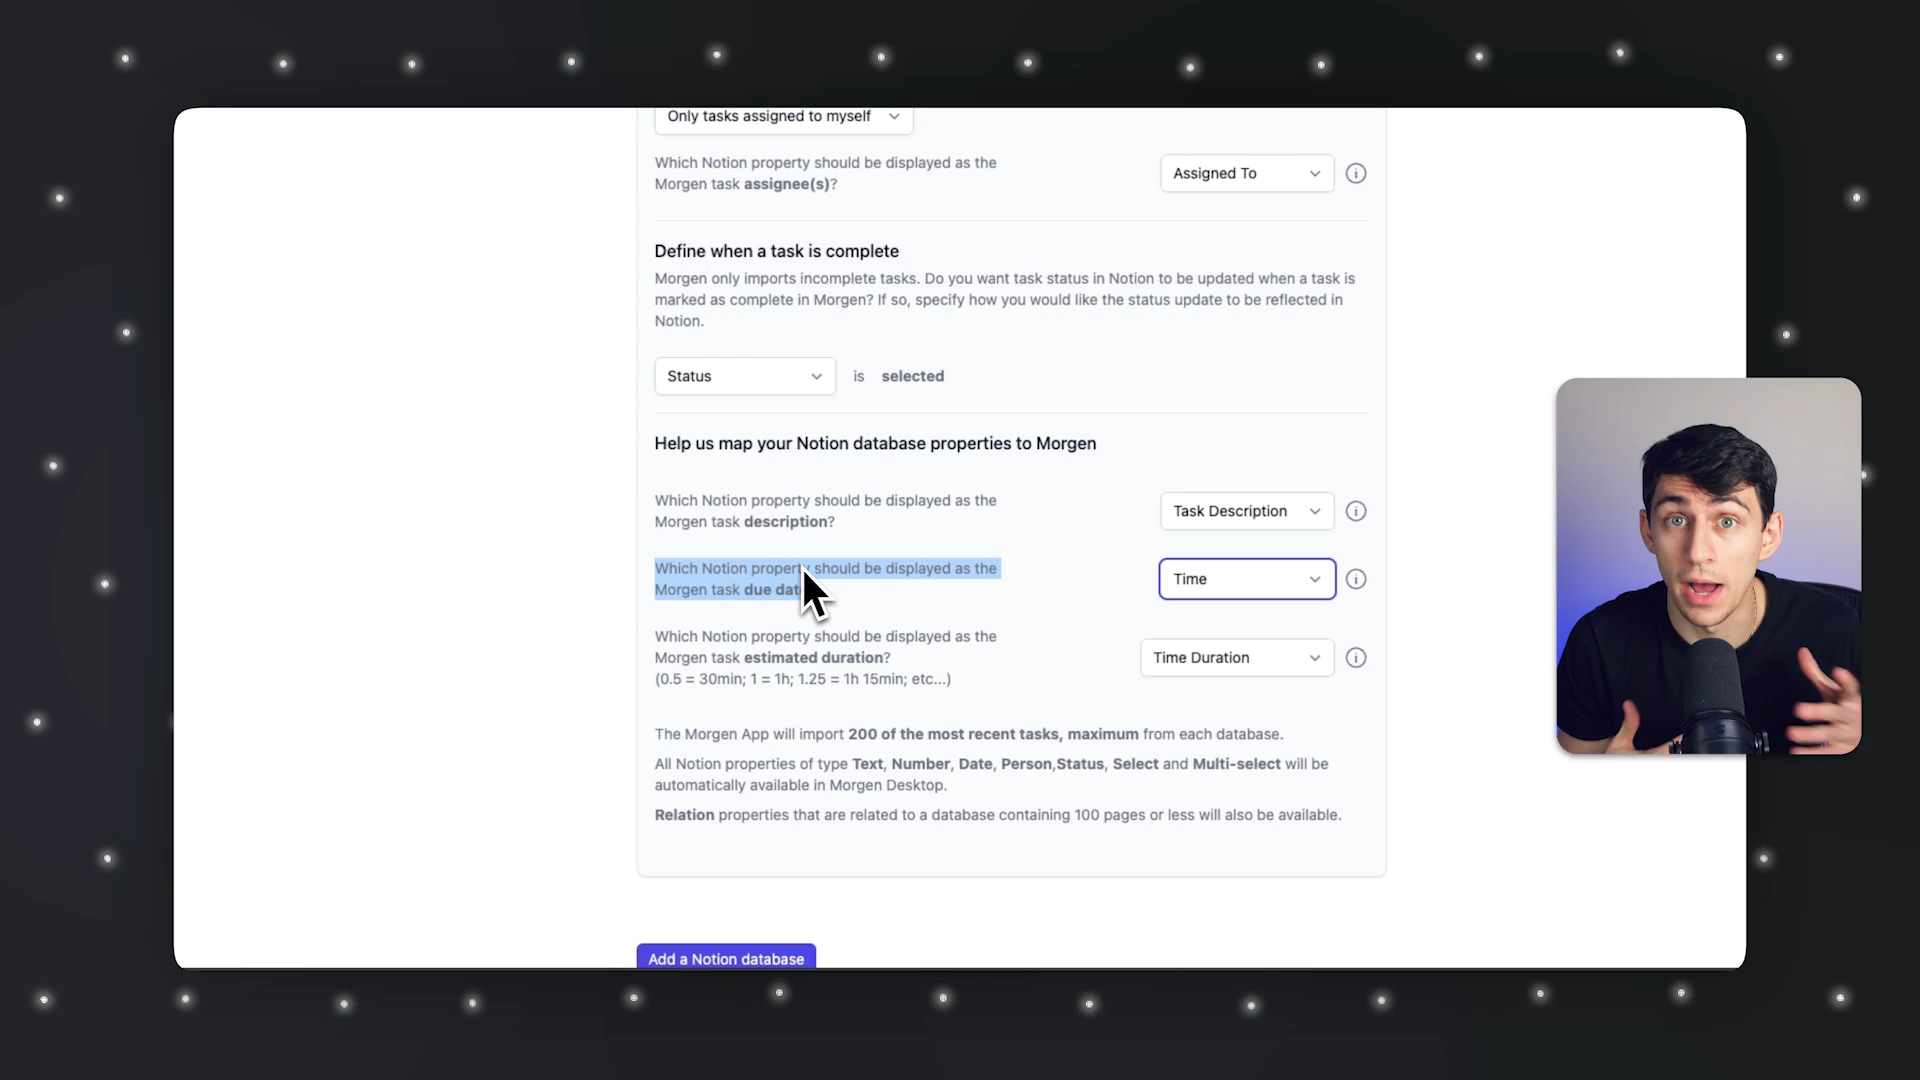 Only tasks assigned to myself
Which Notion property should be displayed as the
Morgen task assignee(s)?
Assigned To
Define when a task is complete
Morgen only imports incomplete tasks. Do you want task status in Notion to be updated when a task is
marked as complete in Morgen? If so, specify how you would like the status update to be reflected in
Notion.
Status
is selected
Help us map your Notion database properties to Morgen
Which Notion property should be displayed as the
Morgen task description?
Task Description
Which Notion property should be displayed as the
Morgen task due dat
Time
Which Notion property should be displayed as the
Morgen task estimated duration?
(0.5 = 30min; 1 = 1h; 1.25 = 1h 15min; etc...)
Time Duration
The Morgen App will import 200 of the most recent tasks, maximum from each database.
All Notion properties of type Text, Number, Date, Person,Status, Select and Multi-select will be
automatically available in Morgen Desktop.
Relation properties that are related to a database containing 100 pages or less will also be available.
Add a Notion database